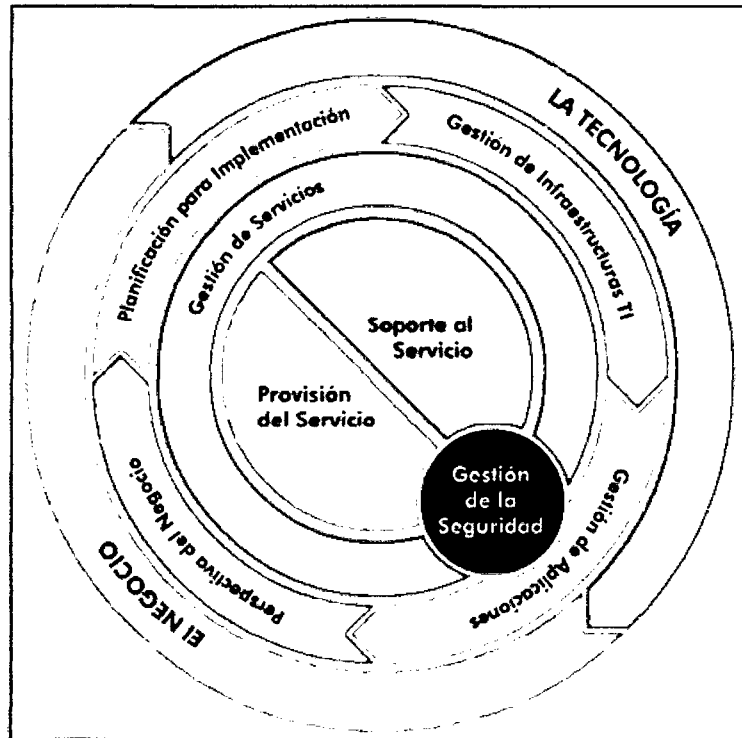 LA TECNOLOGÍA
Planificación para Implementación
Gestión de Infraestructuras TI
Gestión de Servicios
Soporte al
Servicio
Provisión
del Servicio
Gestión
de la
Seguridad
Gestión de Aplicaciones
Perspectiva del Negocio
El NEGOCIO